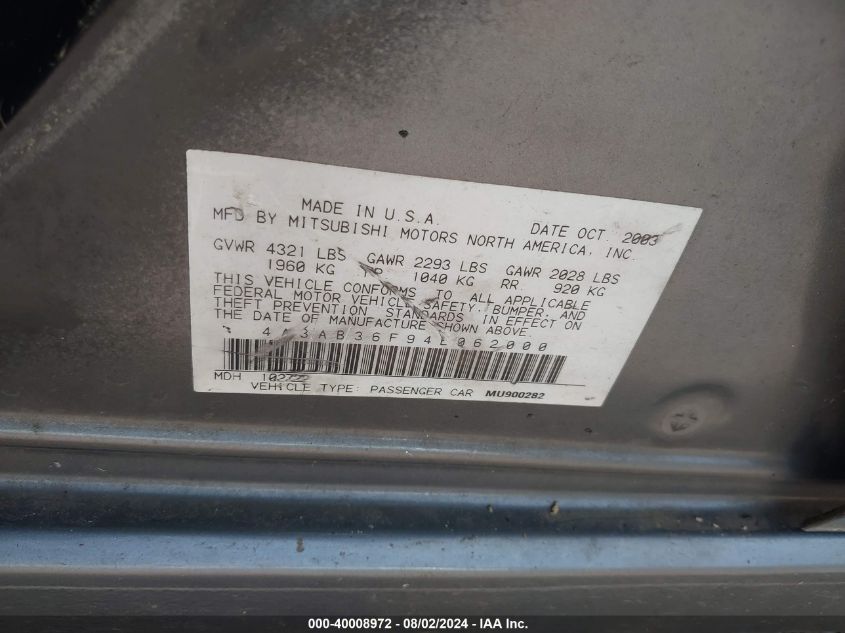 MADE IN U.S.A.
MFD BY MITSUBISHI MOTORS NORTH AMERICA, INC. DATE OCT. 2003
GVWR 4321 LBS GAWR 2293 LBS GAWR 2028 LBS
1960 KG 1040 KG RR. 920 KG
THIS VEHICLE CONFORMS TO ALL APPLICABLE
FEDERAL MOTOR VEHICLE SAFETY, BUMPER, AND
THEFT PREVENTION STANDARDS IN EFFECT ON
THE DATE OF MANUFACTURE SHOWN ABOVE.
MDH
VEHICLE TYPE: PASSENGER CAR MU900282
000-40008972 - 08/02/2024 - IAA Inc.